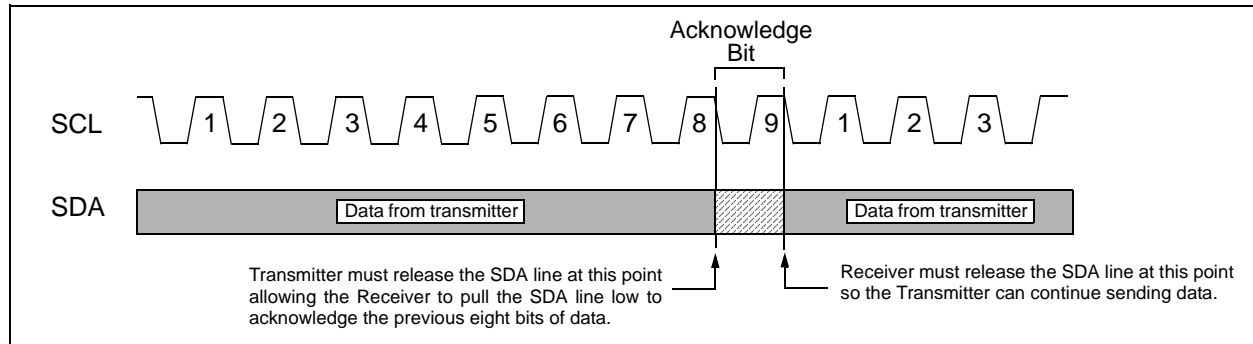 Acknowledge
Bit
SCL
1 2 3 4 5 6 7 8 9 1 2 3
SDA
Data from transmitter
Data from transmitter
Transmitter must release the SDA line at this point
allowing the Receiver to pull the SDA line low to
acknowledge the previous eight bits of data.
Receiver must release the SDA line at this point
so the Transmitter can continue sending data.